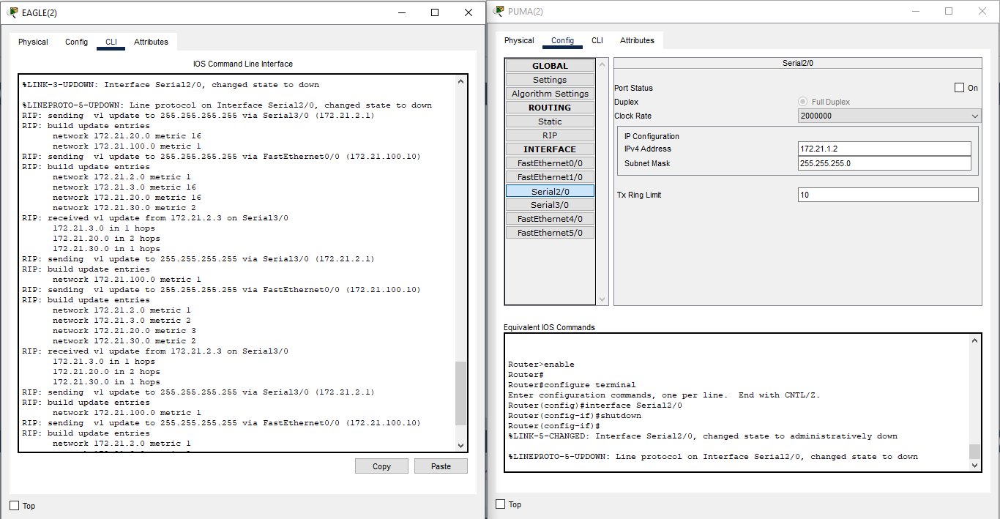 EAGLE(2)
Physical Config CLI Attributes
IOS Command Line Interface
%LINK-3-UPDOWN: Interface Serial2/0, changed state to down
%LINEPROTO-5-UPDOWN: Line protocol on Interface Serial2/0, changed state to down
RIP: sending  v1 update to 255.255.255.255 via Serial3/0 (172.21.2.1)
RIP: build update entries
      network 172.21.20.0 metric 16
      network 172.21.100.0 metric 1
RIP: sending  v1 update to 255.255.255.255 via FastEthernet0/0 (172.21.100.10)
RIP: build update entries
      network 172.21.2.0 metric 1
      network 172.21.3.0 metric 16
      network 172.21.20.0 metric 16
      network 172.21.30.0 metric 2
RIP: received v1 update from 172.21.2.3 on Serial3/0
      172.21.3.0 in 1 hops
      172.21.20.0 in 2 hops
      172.21.30.0 in 1 hops
RIP: sending  v1 update to 255.255.255.255 via Serial3/0 (172.21.2.1)
RIP: build update entries
      network 172.21.100.0 metric 1
RIP: sending  v1 update to 255.255.255.255 via FastEthernet0/0 (172.21.100.10)
RIP: build update entries
      network 172.21.2.0 metric 1
      network 172.21.3.0 metric 2
      network 172.21.20.0 metric 3
      network 172.21.30.0 metric 2
RIP: received v1 update from 172.21.2.3 on Serial3/0
      172.21.3.0 in 1 hops
      172.21.20.0 in 2 hops
      172.21.30.0 in 1 hops
RIP: sending  v1 update to 255.255.255.255 via Serial3/0 (172.21.2.1)
RIP: build update entries
      network 172.21.100.0 metric 1
RIP: sending  v1 update to 255.255.255.255 via FastEthernet0/0 (172.21.100.10)
RIP: build update entries
      network 172.21.2.0 metric 1
Copy Paste
Top
PUMA(2)
Physical Config CLI Attributes
GLOBAL
Settings
Algorithm Settings
ROUTING
Static
RIP
INTERFACE
FastEthernet0/0
FastEthernet1/0
Serial2/0
Serial3/0
FastEthernet4/0
FastEthernet5/0
Serial2/0
Port Status On
Duplex Full Duplex
Clock Rate 2000000
IP Configuration
IPv4 Address 172.21.1.2
Subnet Mask 255.255.255.0
Tx Ring Limit 10
Equivalent IOS Commands
Router>enable
Router#
Router#configure terminal
Enter configuration commands, one per line.  End with CNTL/Z.
Router(config)#interface Serial2/0
Router(config-if)#shutdown
Router(config-if)#
%LINK-5-CHANGED: Interface Serial2/0, changed state to administratively down
%LINEPROTO-5-UPDOWN: Line protocol on Interface Serial2/0, changed state to down
Top